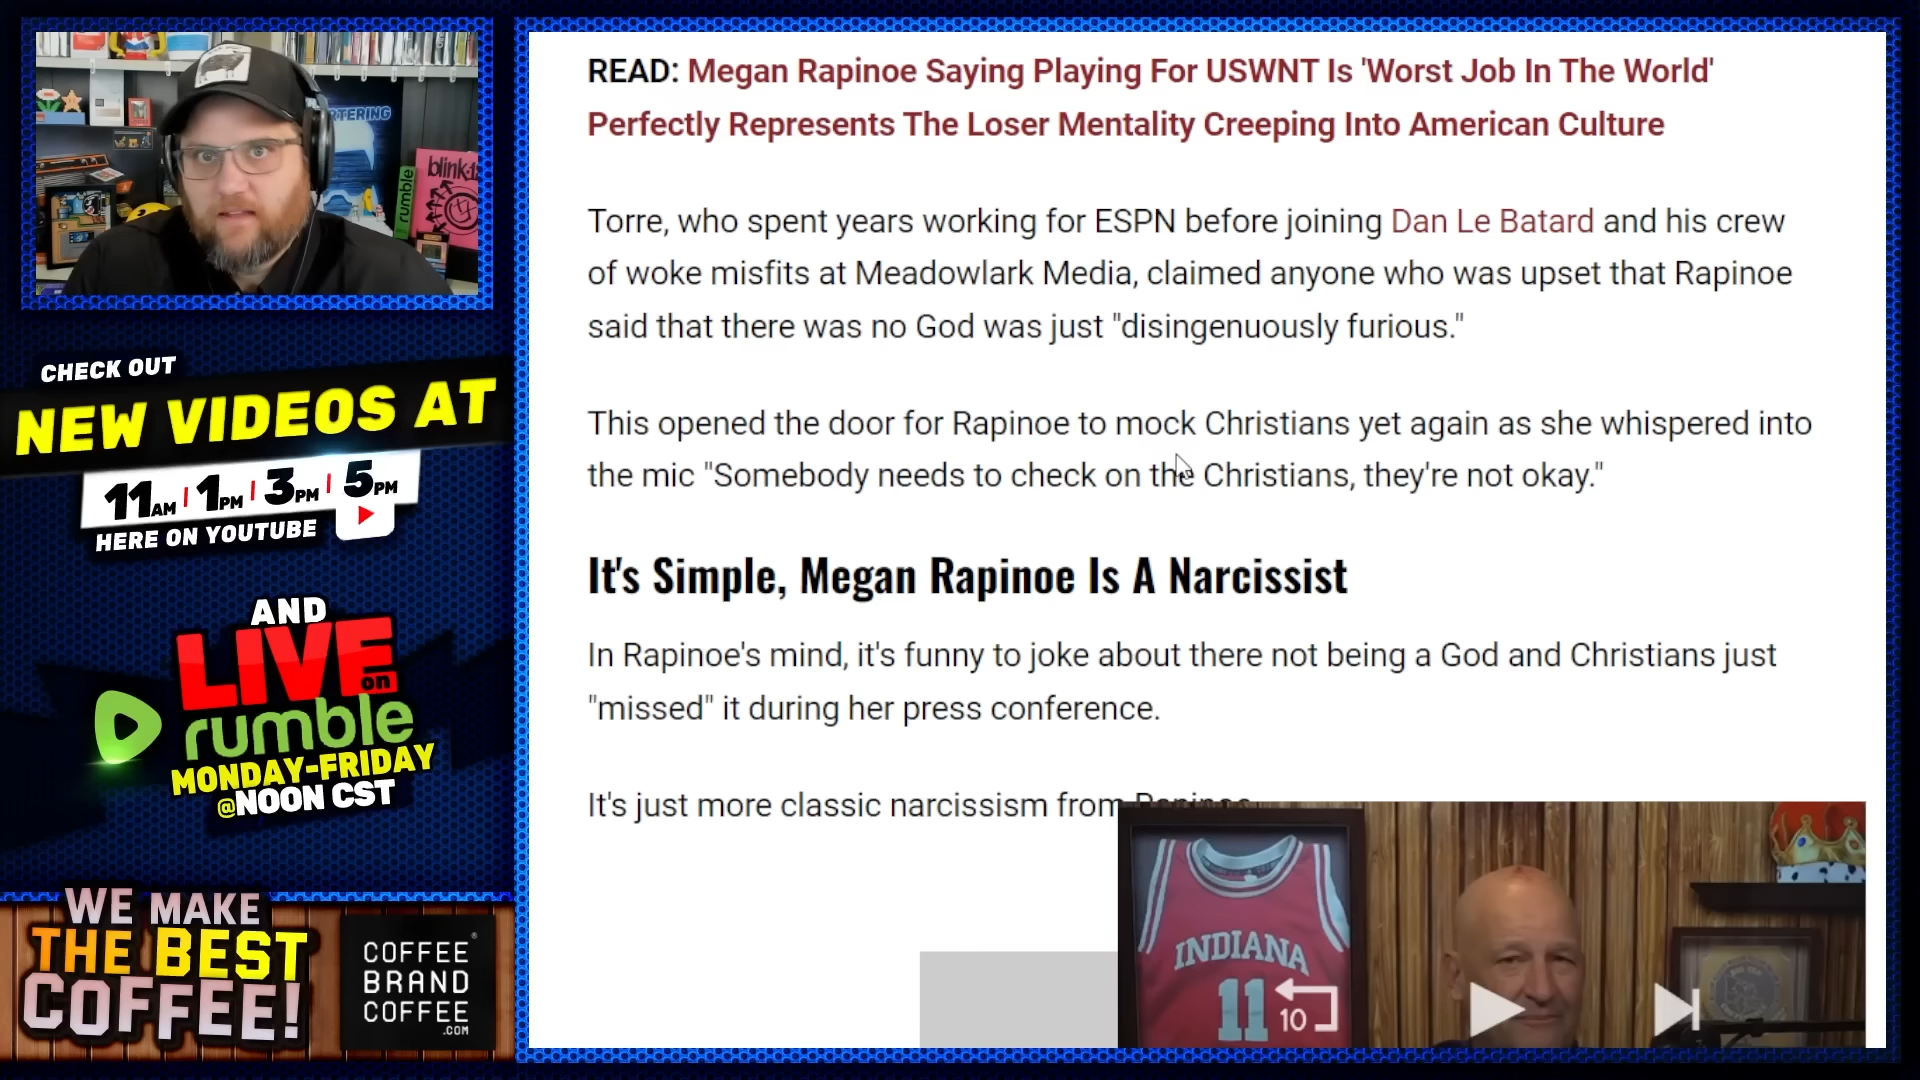 RTERING
blink-1
rumble
CHECK OUT
NEW VIDEOS AT
11AM | 1PM | 3PM | 5PM
HERE ON YOUTUBE
AND
LIVE
on
rumble
MONDAY-FRIDAY
@NOON CST
WE MAKE
THE BEST
COFFEE!
COFFEE®
BRAND
COFFEE
.COM
READ: Megan Rapinoe Saying Playing For USWNT Is 'Worst Job In The World'
Perfectly Represents The Loser Mentality Creeping Into American Culture
Torre, who spent years working for ESPN before joining Dan Le Batard and his crew
of woke misfits at Meadowlark Media, claimed anyone who was upset that Rapinoe
said that there was no God was just "disingenuously furious."
This opened the door for Rapinoe to mock Christians yet again as she whispered into
the mic "Somebody needs to check on the Christians, they're not okay."
It's Simple, Megan Rapinoe Is A Narcissist
In Rapinoe's mind, it's funny to joke about there not being a God and Christians just
"missed" it during her press conference.
It's just more classic narcissism from Rapinoe
INDIANA
11
10